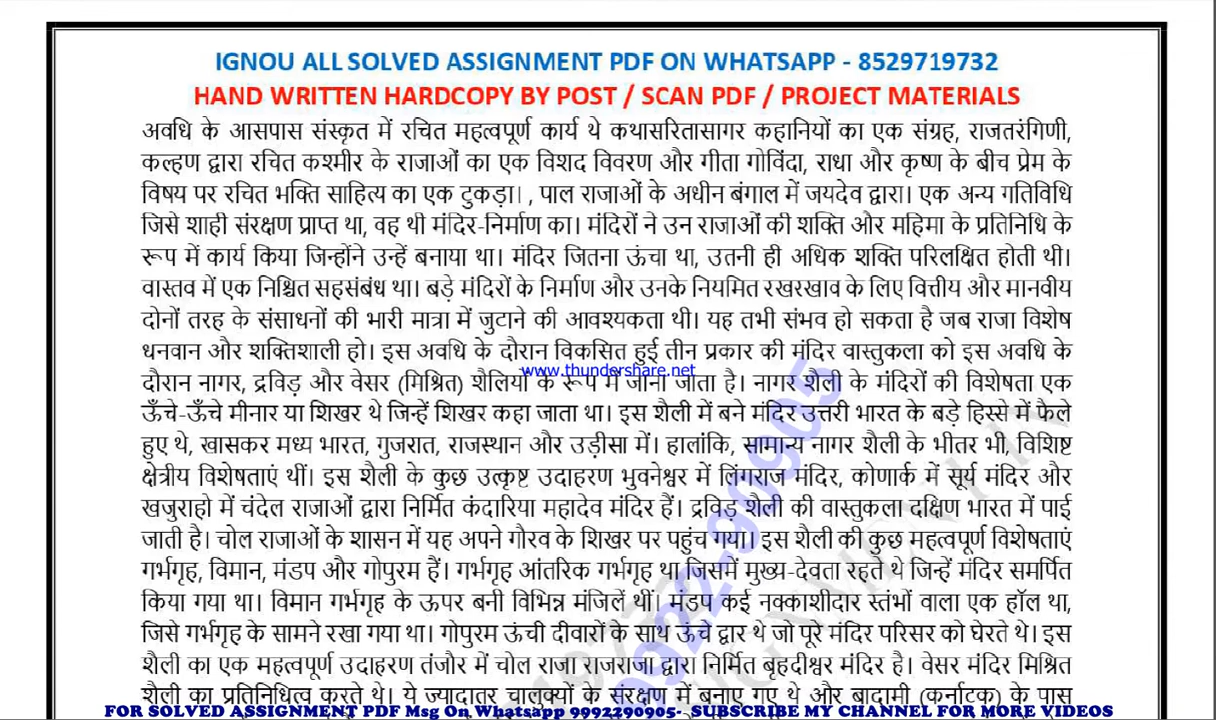 IGNOU ALL SOLVED ASSIGNMENT PDF ON WHATSAPP - 8529719732
HAND WRITTEN HARDCOPY BY POST / SCAN PDF / PROJECT MATERIALS
अवधि के आसपास संस्कृत में रचित महत्वपूर्ण कार्य थे कथासरितासागर कहानियों का एक संग्रह, राजतरंगिणी,
कल्हण द्वारा रचित कश्मीर के राजाओं का एक विशद विवरण और गीता गोविंदा, राधा और कृष्ण के बीच प्रेम के
विषय पर रचित भक्ति साहित्य का एक टुकड़ा। , पाल राजाओं के अधीन बंगाल में जयदेव द्वारा। एक अन्य गतिविधि
जिसे शाही संरक्षण प्राप्त था, वह थी मंदिर-निर्माण का। मंदिरों ने उन राजाओं की शक्ति और महिमा के प्रतिनिधि के
रूप में कार्य किया जिन्होंने उन्हें बनाया था। मंदिर जितना ऊंचा था, उतनी ही अधिक शक्ति परिलक्षित होती थी।
वास्तव में एक निश्चित सहसंबंध था। बड़े मंदिरों के निर्माण और उनके नियमित रखरखाव के लिए वित्तीय और मानवीय
दोनों तरह के संसाधनों की भारी मात्रा में जुटाने की आवश्यकता थी। यह तभी संभव हो सकता है जब राजा विशेष
धनवान और शक्तिशाली हो। इस अवधि के दौरान विकसित हुई तीन प्रकार की मंदिर वास्तुकला को इस अवधि के
www.thundershare.net
दौरान नागर, द्रविड़ और वेसर (मिश्रित) शैलियों के रूप में जाना जाता है। नागर शैली के मंदिरों की विशेषता एक
ऊँचे-ऊँचे मीनार या शिखर थे जिन्हें शिखर कहा जाता था। इस शैली में बने मंदिर उत्तरी भारत के बड़े हिस्से में फैले
हुए थे, खासकर मध्य भारत, गुजरात, राजस्थान और उड़ीसा में। हालांकि, सामान्य नागर शैली के भीतर भी, विशिष्ट
क्षेत्रीय विशेषताएं थीं। इस शैली के कुछ उत्कृष्ट उदाहरण भुवनेश्वर में लिंगराज मंदिर, कोणार्क में सूर्य मंदिर और
खजुराहो में चंदेल राजाओं द्वारा निर्मित कंदारिया महादेव मंदिर हैं। द्रविड़ शैली की वास्तुकला दक्षिण भारत में पाई
जाती है। चोल राजाओं के शासन में यह अपने गौरव के शिखर पर पहुंच गया। इस शैली की कुछ महत्वपूर्ण विशेषताएं
गर्भगृह, विमान, मंडप और गोपुरम हैं। गर्भगृह आंतरिक गर्भगृह था जिसमें मुख्य-देवता रहते थे जिन्हें मंदिर समर्पित
किया गया था। विमान गर्भगृह के ऊपर बनी विभिन्न मंजिलें थीं। मंडप कई नक्काशीदार स्तंभों वाला एक हॉल था,
जिसे गर्भगृह के सामने रखा गया था। गोपुरम ऊंची दीवारों के साथ ऊंचे द्वार थे जो पूरे मंदिर परिसर को घेरते थे। इस
शैली का एक महत्वपूर्ण उदाहरण तंजौर में चोल राजा राजराजा द्वारा निर्मित बृहदीश्वर मंदिर है। वेसर मंदिर मिश्रित
शैली का प्रतिनिधित्व करते थे। ये ज्यादातर चालुक्यों के संरक्षण में बनाए गए थे और बादामी (कर्नाटक) के पास
FOR SOLVED ASSIGNMENT PDF Msg On Whatsapp 9992290905- SUBSCRIBE MY CHANNEL FOR MORE VIDEOS